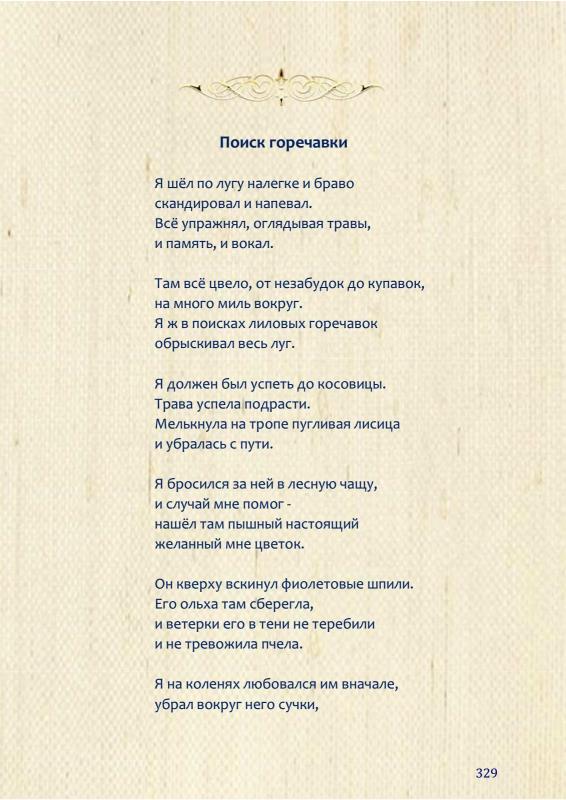 Поиск горечавки
Я шёл по лугу налегке и браво
скандировал и напевал.
Всё упражнял, оглядывая травы,
и память, и вокал.
Там всё цвело, от незабудок до купавок,
на много миль вокруг.
Я ж в поисках лиловых горечавок
обрыскивал весь луг.
Я должен был успеть до косовицы.
Трава успела подрасти.
Мелькнула на тропе пугливая лисица
и убралась с пути.
Я бросился за ней в лесную чащу,
и случай мне помог -
нашёл там пышный настоящий
желанный мне цветок.
Он кверху вскинул фиолетовые шпили.
Его ольха там сберегла,
и ветерки его в тени не теребили
и не тревожила пчела.
Я на коленях любовался им вначале,
убрал вокруг него сучки,
329